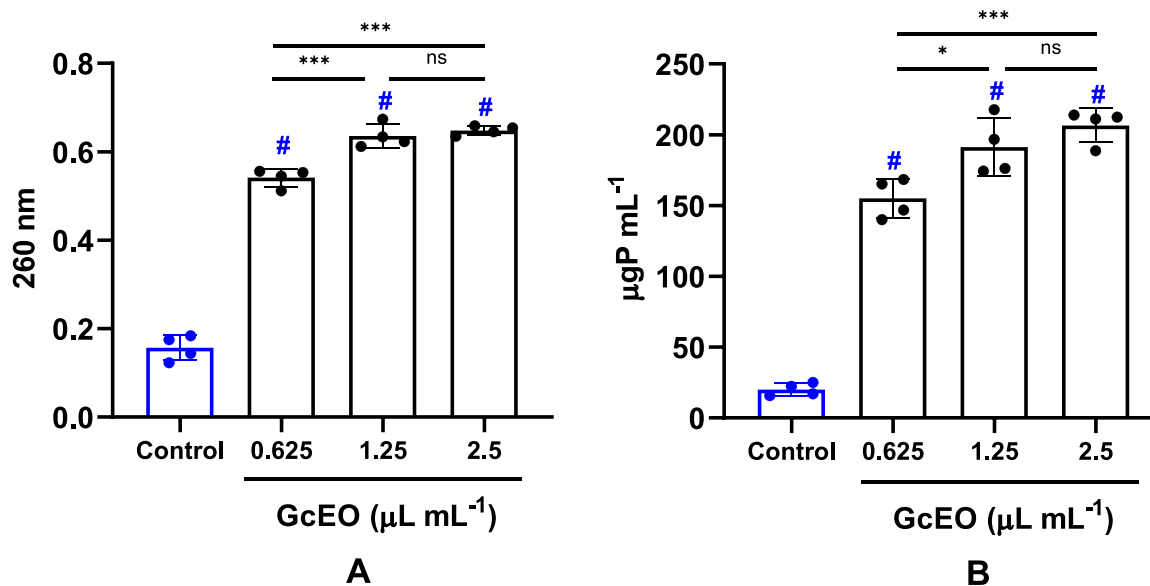 ***
*** ns
# # #
0.8
0.6
0.4
0.2
0.0
260 nm
Control 0.625 1.25 2.5
GcEO (μL mL⁻¹)
A
***
* ns
# # #
250
200
150
100
50
0
μgP mL⁻¹
Control 0.625 1.25 2.5
GcEO (μL mL⁻¹)
B